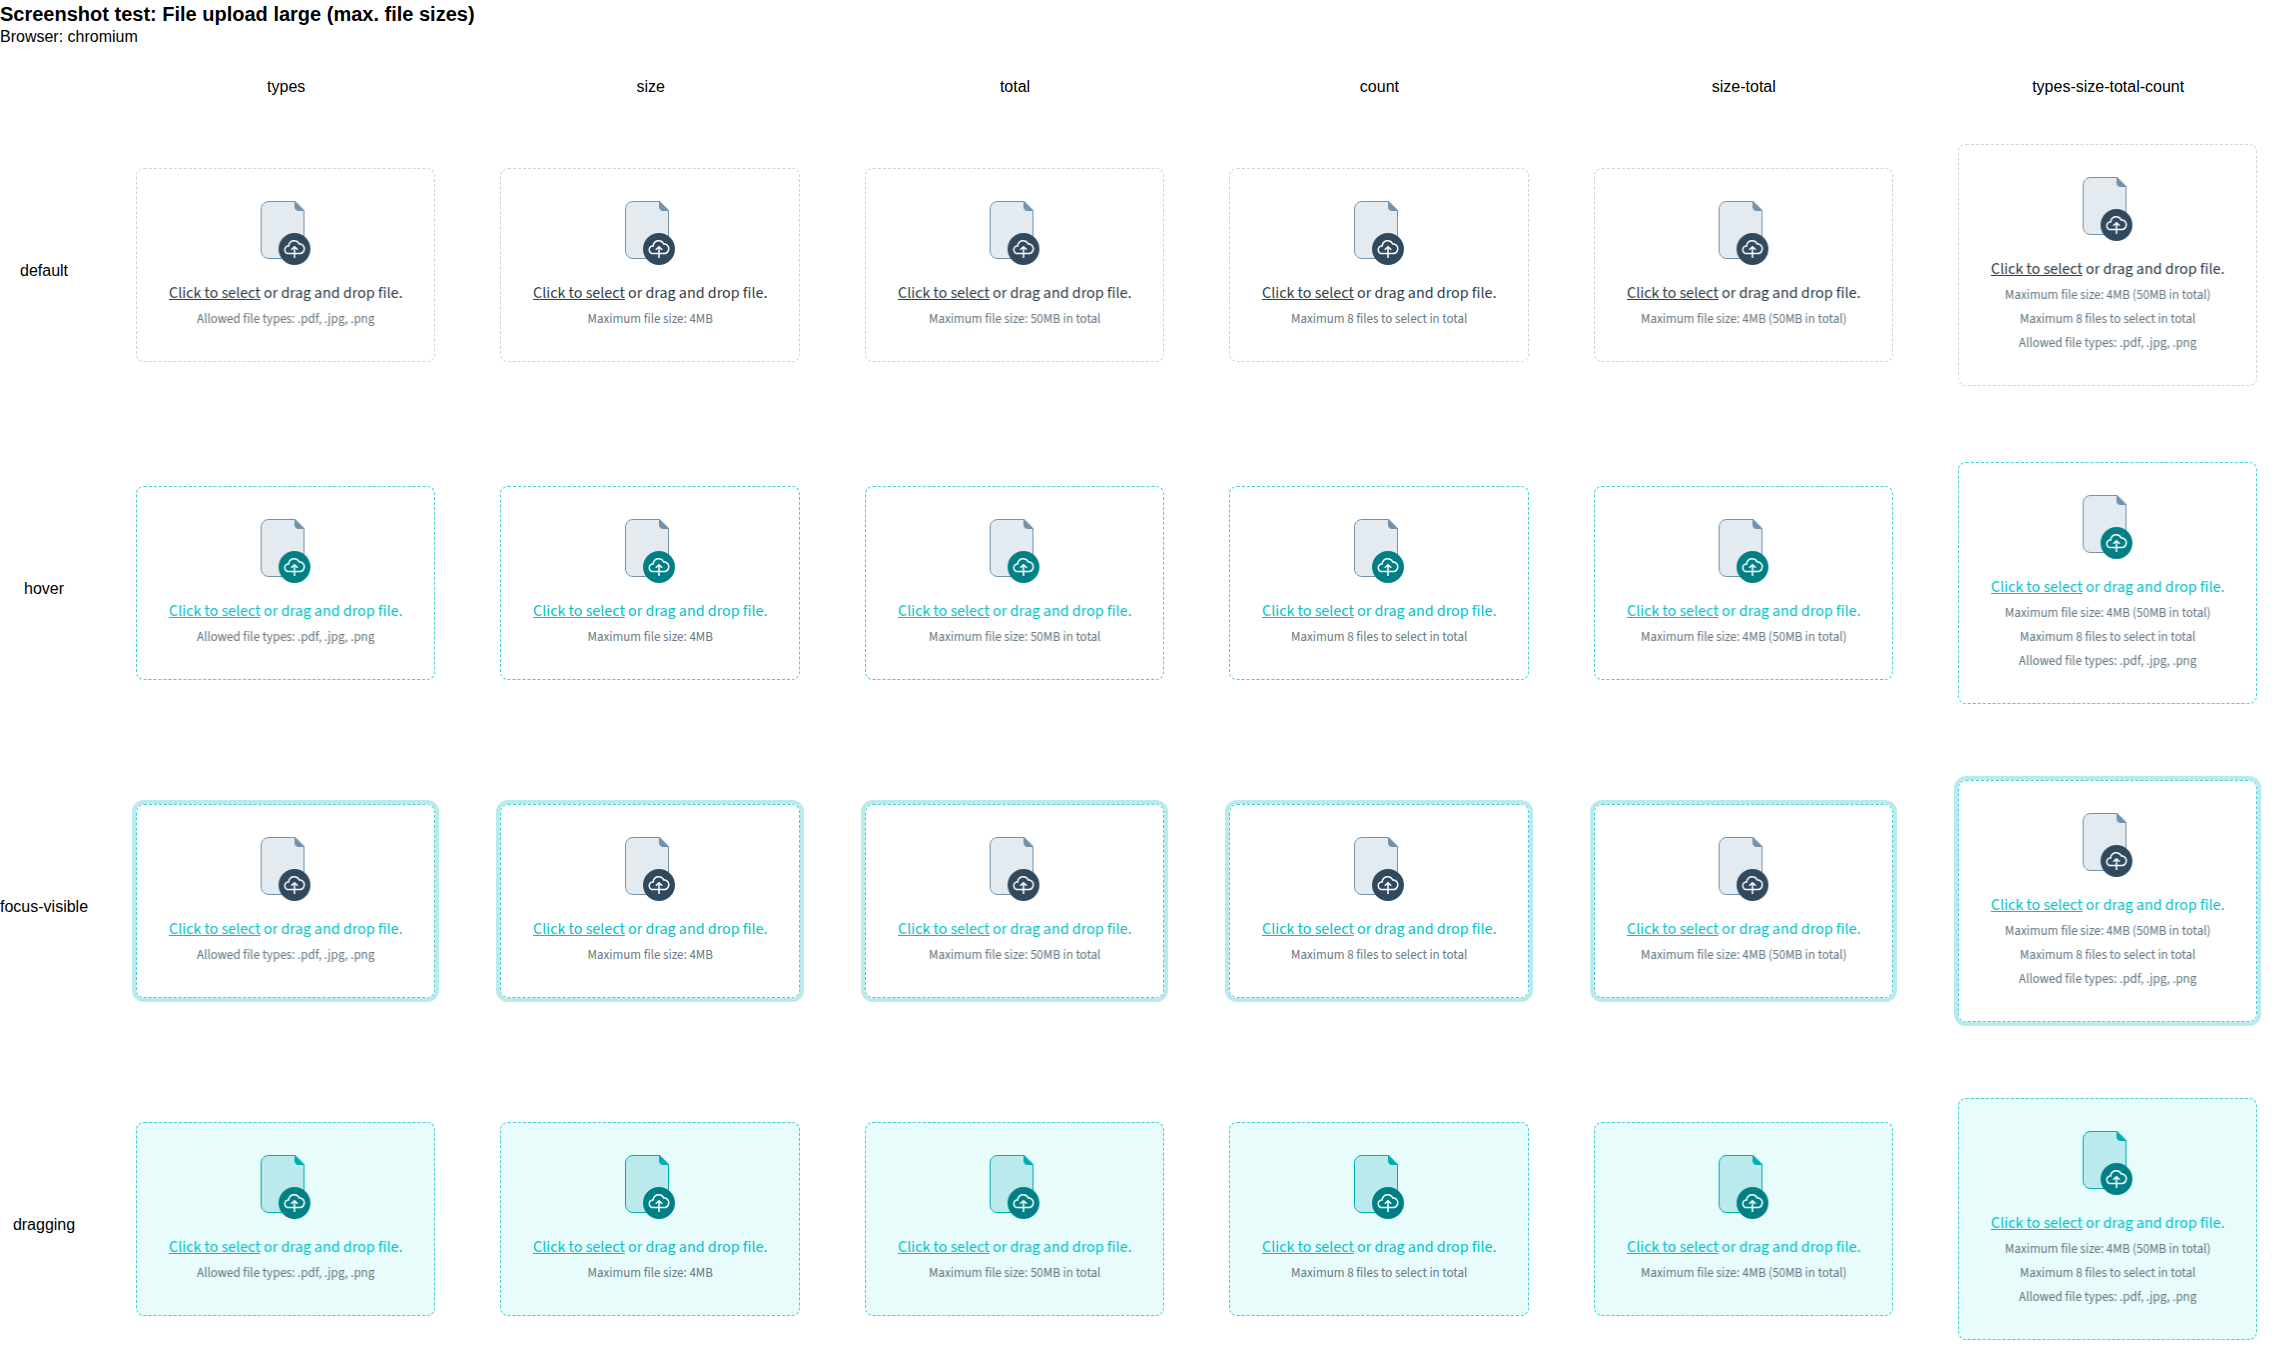 Screenshot test: File upload large (max. file sizes)
Browser: chromium
types size total count size-total types-size-total-count
default
Click to select or drag and drop file.
Allowed file types: .pdf, .jpg, .png
Click to select or drag and drop file.
Maximum file size: 4MB
Click to select or drag and drop file.
Maximum file size: 50MB in total
Click to select or drag and drop file.
Maximum 8 files to select in total
Click to select or drag and drop file.
Maximum file size: 4MB (50MB in total)
Click to select or drag and drop file.
Maximum file size: 4MB (50MB in total)
Maximum 8 files to select in total
Allowed file types: .pdf, .jpg, .png
hover
Click to select or drag and drop file.
Allowed file types: .pdf, .jpg, .png
Click to select or drag and drop file.
Maximum file size: 4MB
Click to select or drag and drop file.
Maximum file size: 50MB in total
Click to select or drag and drop file.
Maximum 8 files to select in total
Click to select or drag and drop file.
Maximum file size: 4MB (50MB in total)
Click to select or drag and drop file.
Maximum file size: 4MB (50MB in total)
Maximum 8 files to select in total
Allowed file types: .pdf, .jpg, .png
focus-visible
Click to select or drag and drop file.
Allowed file types: .pdf, .jpg, .png
Click to select or drag and drop file.
Maximum file size: 4MB
Click to select or drag and drop file.
Maximum file size: 50MB in total
Click to select or drag and drop file.
Maximum 8 files to select in total
Click to select or drag and drop file.
Maximum file size: 4MB (50MB in total)
Click to select or drag and drop file.
Maximum file size: 4MB (50MB in total)
Maximum 8 files to select in total
Allowed file types: .pdf, .jpg, .png
dragging
Click to select or drag and drop file.
Allowed file types: .pdf, .jpg, .png
Click to select or drag and drop file.
Maximum file size: 4MB
Click to select or drag and drop file.
Maximum file size: 50MB in total
Click to select or drag and drop file.
Maximum 8 files to select in total
Click to select or drag and drop file.
Maximum file size: 4MB (50MB in total)
Click to select or drag and drop file.
Maximum file size: 4MB (50MB in total)
Maximum 8 files to select in total
Allowed file types: .pdf, .jpg, .png